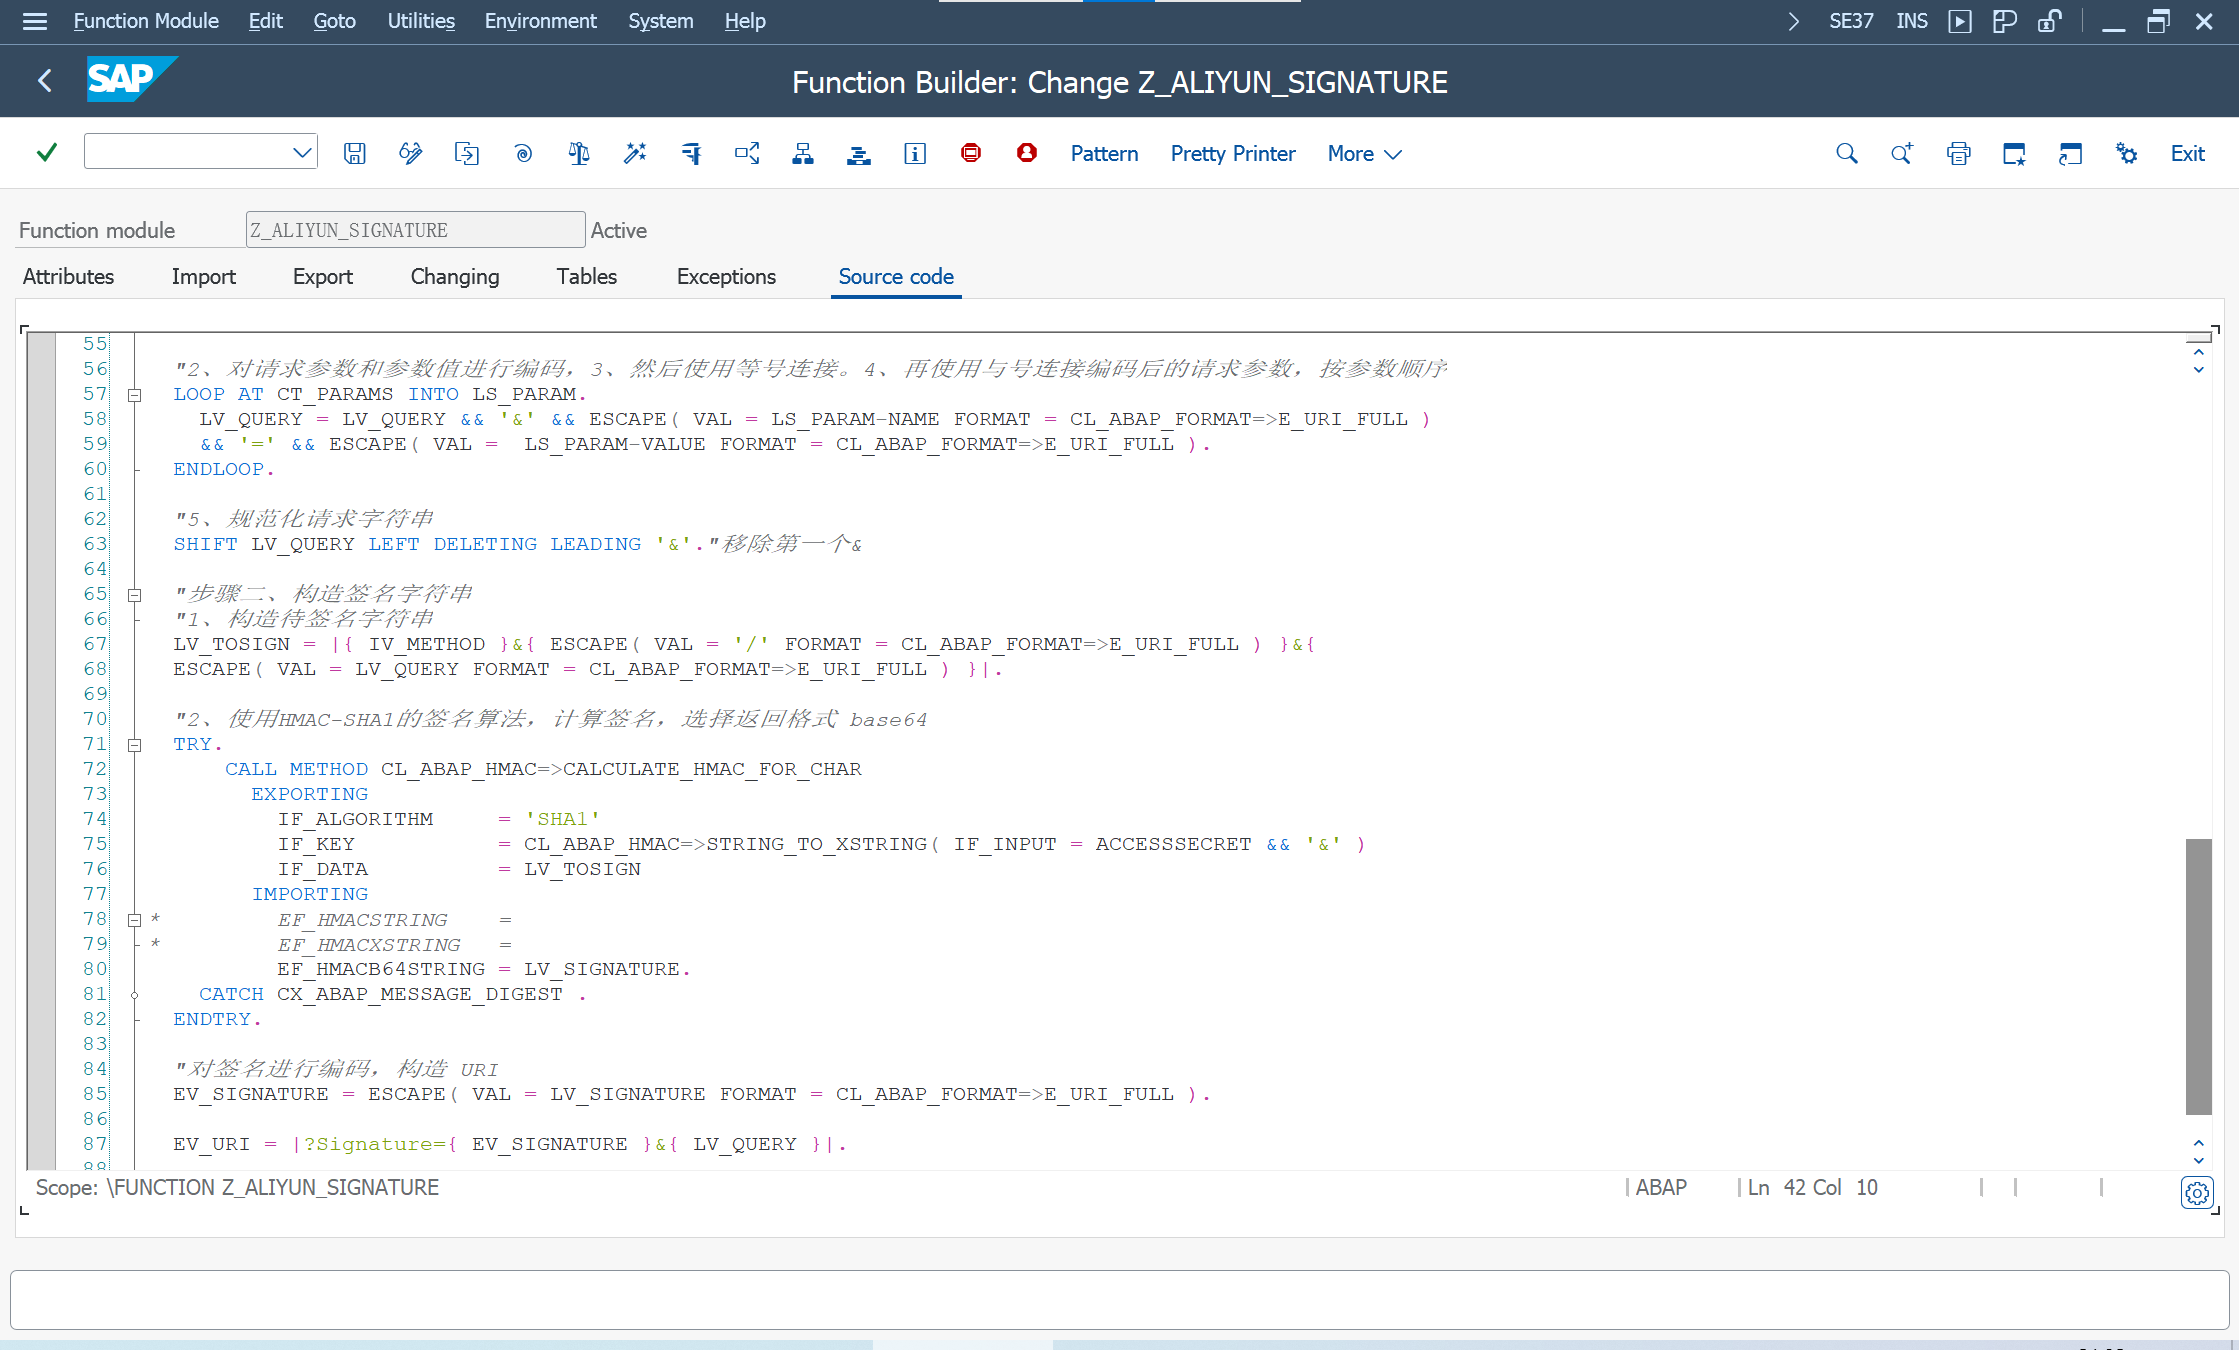 Function Module Edit Goto Utilities Environment System Help SE37 INS
SAP Function Builder: Change Z_ALIYUN_SIGNATURE
Pattern Pretty Printer More Exit
Function module Z_ALIYUN_SIGNATURE Active
Attributes Import Export Changing Tables Exceptions Source code
55
56 "2、对请求参数和参数值进行编码，3、然后使用等号连接。4、再使用与号连接编码后的请求参数，按参数顺序
57 LOOP AT CT_PARAMS INTO LS_PARAM.
58 LV_QUERY = LV_QUERY && '&' && ESCAPE( VAL = LS_PARAM-NAME FORMAT = CL_ABAP_FORMAT=>E_URI_FULL )
59 && '=' && ESCAPE( VAL =  LS_PARAM-VALUE FORMAT = CL_ABAP_FORMAT=>E_URI_FULL ).
60 ENDLOOP.
61
62 "5、规范化请求字符串
63 SHIFT LV_QUERY LEFT DELETING LEADING '&'."移除第一个&
64
65 "步骤二、构造签名字符串
66 "1、构造待签名字符串
67 LV_TOSIGN = |{ IV_METHOD }&{ ESCAPE( VAL = '/' FORMAT = CL_ABAP_FORMAT=>E_URI_FULL ) }&{
68 ESCAPE( VAL = LV_QUERY FORMAT = CL_ABAP_FORMAT=>E_URI_FULL ) }|.
69
70 "2、使用HMAC-SHA1的签名算法，计算签名，选择返回格式 base64
71 TRY.
72 CALL METHOD CL_ABAP_HMAC=>CALCULATE_HMAC_FOR_CHAR
73 EXPORTING
74 IF_ALGORITHM = 'SHA1'
75 IF_KEY = CL_ABAP_HMAC=>STRING_TO_XSTRING( IF_INPUT = ACCESSSECRET && '&' )
76 IF_DATA = LV_TOSIGN
77 IMPORTING
78 * EF_HMACSTRING =
79 * EF_HMACXSTRING =
80 EF_HMACB64STRING = LV_SIGNATURE.
81 CATCH CX_ABAP_MESSAGE_DIGEST .
82 ENDTRY.
83
84 "对签名进行编码，构造 URI
85 EV_SIGNATURE = ESCAPE( VAL = LV_SIGNATURE FORMAT = CL_ABAP_FORMAT=>E_URI_FULL ).
86
87 EV_URI = |?Signature={ EV_SIGNATURE }&{ LV_QUERY }|.
88
Scope: \FUNCTION Z_ALIYUN_SIGNATURE ABAP Ln 42 Col 10